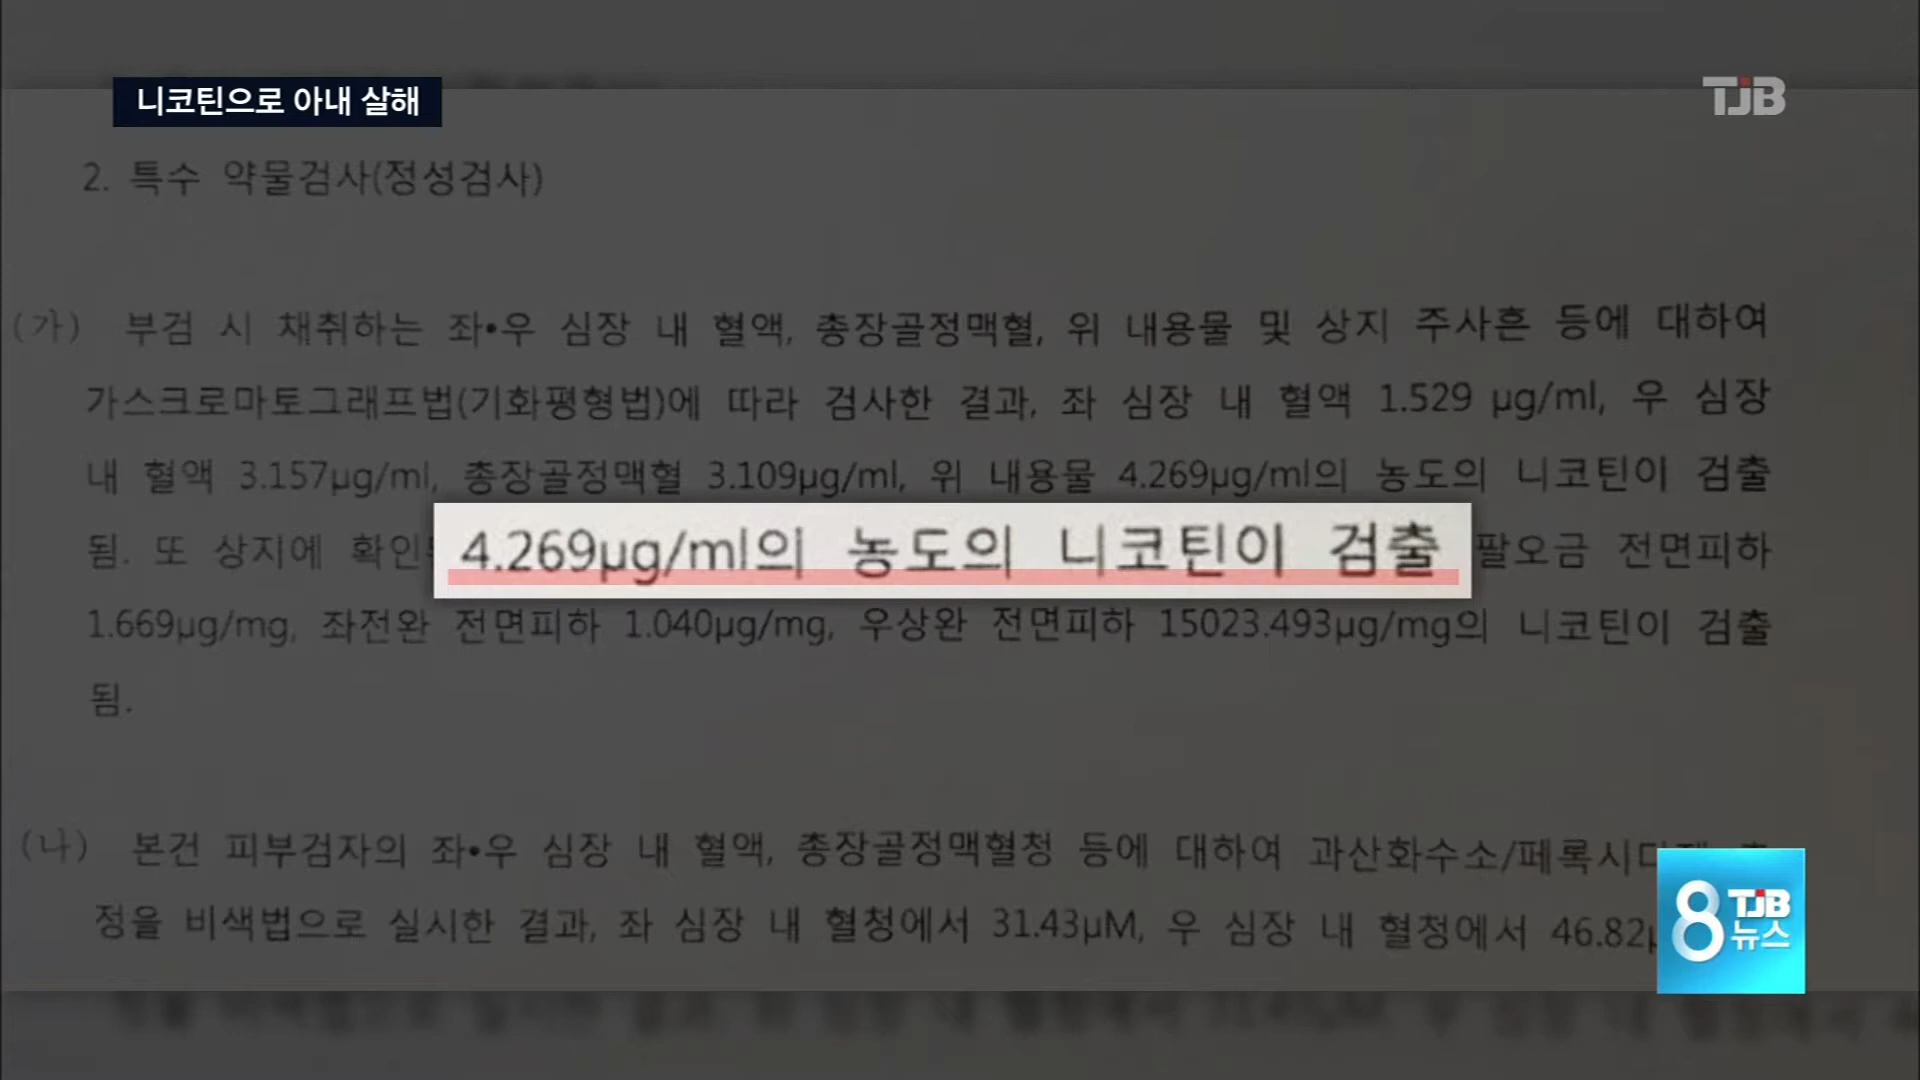 니코틴으로 아내 살해
TJB
2. 특수 약물검사(정성검사)
(가) 부검 시 채취하는 좌•우 심장 내 혈액, 총장골정맥혈, 위 내용물 및 상지 주사흔 등에 대하여
가스크로마토그래프법(기화평형법)에 따라 검사한 결과, 좌 심장 내 혈액 1.529 μg/ml, 우 심장
내 혈액 3.157μg/ml, 총장골정맥혈 3.109μg/ml, 위 내용물 4.269μg/ml의 농도의 니코틴이 검출
됨. 또 상지에 확인 팔오금 전면피하
4.269μg/ml의 농도의 니코틴이 검출
1.669μg/mg, 좌전완 전면피하 1.040μg/mg, 우상완 전면피하 15023.493μg/mg의 니코틴이 검출
됨.
(나) 본건 피부검자의 좌•우 심장 내 혈액, 총장골정맥혈청 등에 대하여 과산화수소/페록시
정을 비색법으로 실시한 결과, 좌 심장 내 혈청에서 31.43μM, 우 심장 내 혈청에서 46.82
8 TJB
뉴스